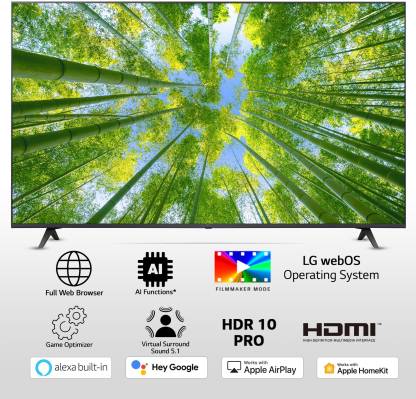 AI
FILMMAKER MODE
LG webOS
Operating System
Full Web Browser
AI Functions*
Game Optimizer
Virtual Surround
Sound 5.1
HDR 10
PRO
HDMI
HIGH-DEFINITION MULTIMEDIA INTERFACE
alexa built-in
Hey Google
Works with
Apple AirPlay
Works with
Apple HomeKit